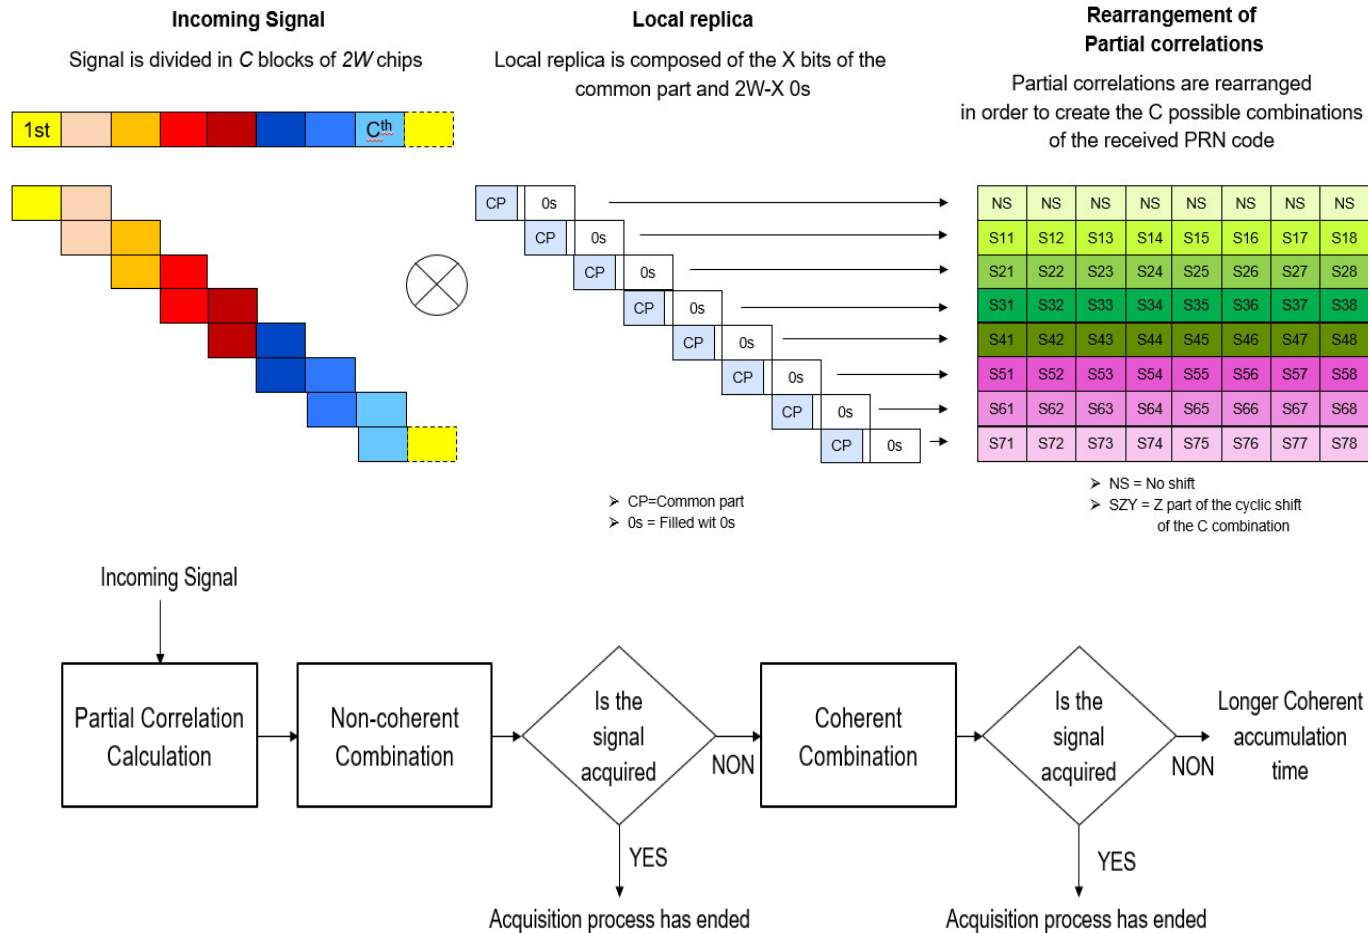 Incoming Signal
Signal is divided in C blocks of 2W chips
1st
Cth
Local replica
Local replica is composed of the X bits of the
common part and 2W-X 0s
CP 0s
CP 0s
CP 0s
CP 0s
CP 0s
CP 0s
CP 0s
CP 0s
➤ CP=Common part
➤ 0s = Filled wit 0s
Rearrangement of
Partial correlations
Partial correlations are rearranged
in order to create the C possible combinations
of the received PRN code
NS NS NS NS NS NS NS NS
S11 S12 S13 S14 S15 S16 S17 S18
S21 S22 S23 S24 S25 S26 S27 S28
S31 S32 S33 S34 S35 S36 S37 S38
S41 S42 S43 S44 S45 S46 S47 S48
S51 S52 S53 S54 S55 S56 S57 S58
S61 S62 S63 S64 S65 S66 S67 S68
S71 S72 S73 S74 S75 S76 S77 S78
➤ NS = No shift
➤ SZY = Z part of the cyclic shift
of the C combination
Incoming Signal
Partial Correlation
Calculation
Non-coherent
Combination
Is the
signal
acquired
NON
YES
Acquisition process has ended
Coherent
Combination
Is the
signal
acquired
NON
YES
Acquisition process has ended
Longer Coherent
accumulation
time